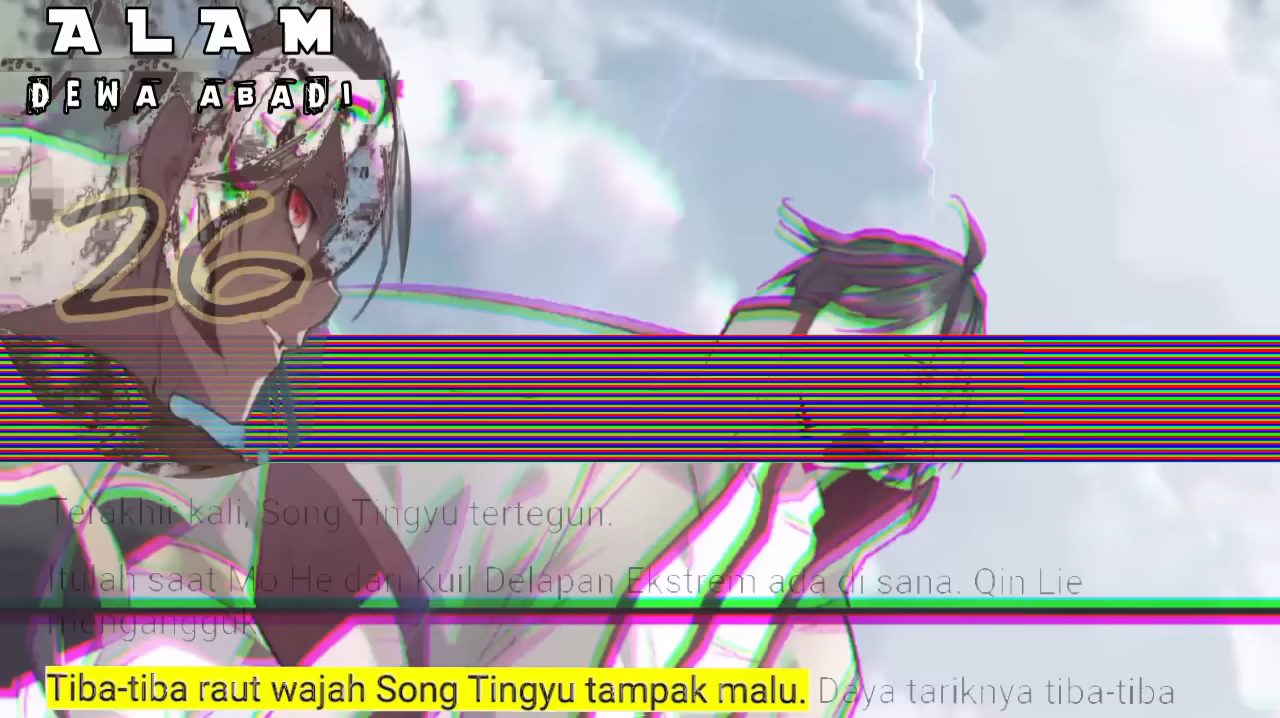 ALAM
DEWA ABADI
26
Terakhir kali, Song Tingyu tertegun.
Itulah saat Mo He dan Kuil Delapan Ekstrem ada di sana. Qin Lie
mengangguk
Tiba-tiba raut wajah Song Tingyu tampak malu. Daya tariknya tiba-tiba